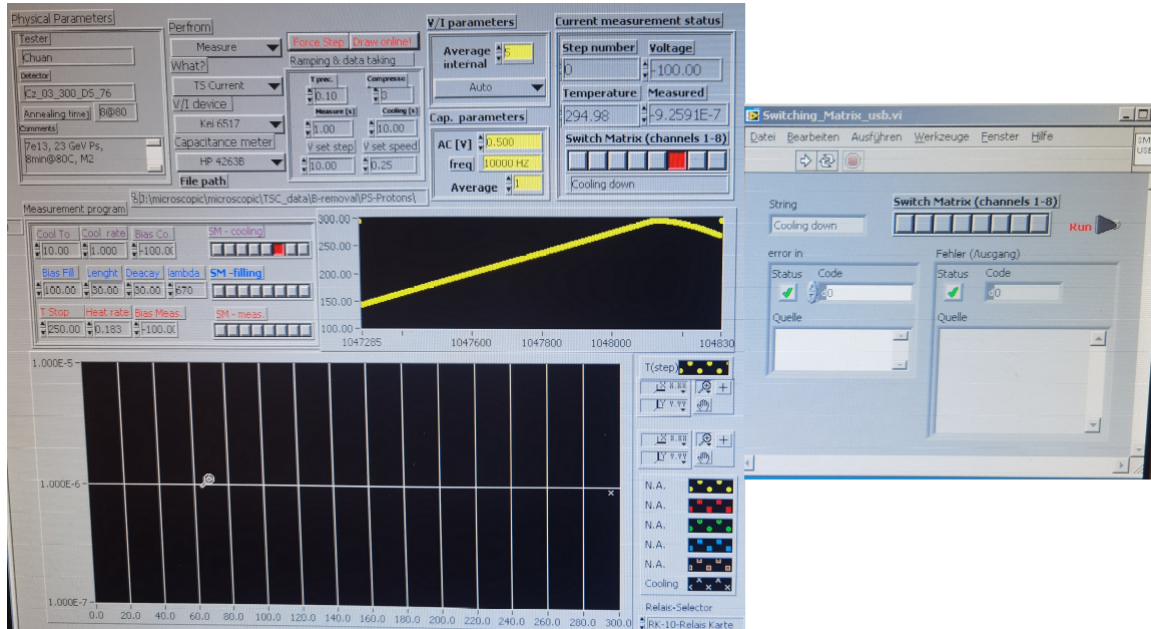 Physical Parameters
Tester
Chuan
Detector
Cz_03_300_D5_76
Annealing time) 8@80
Comments
7e13, 23 GeV Ps,
8min@80C, M2
Perfrom
Measure
What?
TS Current
V/I device
Kei 6517
Capacitance meter
HP 4263B
File path
D:\microscopic\microscopic\TSC_data\B-removal\PS-Protons\
Force Step Draw online!
Ramping & data taking
T prec. Compresse
0.10 3
Measure [s] Cooling [s]
1.00 10.00
V set step V set speed
10.00 0.25
V/I parameters
Average internal 5
Auto
Cap. parameters
AC [V] 0.500
freq 10000 HZ
Average 1
Current measurement status
Step number Voltage
0 -100.00
Temperature Measured
294.98 -9.2591E-7
Switch Matrix (channels 1-8)
Cooling down
Measurement program
Cool To Cool rate Bias Co. SM - cooling
10.00 1.000 -100.0(
Bias Fill Lenght Deacay lambda SM -filling
100.00 30.00 30.00 670
T Stop Heat rate Bias Meas. SM - meas.
250.00 0.183 -100.0(
300.00
250.00
200.00
150.00
100.00
1047285 1047600 1047800 1048000 104830
1.000E-5
1.000E-6
1.000E-7
0.0 20.0 40.0 60.0 80.0 100.0 120.0 140.0 160.0 180.0 200.0 220.0 240.0 260.0 280.0 300.0
T(step)
N.A.
N.A.
N.A.
N.A.
N.A.
Cooling
Relais-Selector
RK-10-Relais Karte
Switching_Matrix_usb.vi
Datei Bearbeiten Ausführen Werkzeuge Fenster Hilfe
SM
USB
String
Cooling down
Switch Matrix (channels 1-8)
Run
error in
Status Code
d0
Quelle
Fehler (Ausgang)
Status Code
d0
Quelle